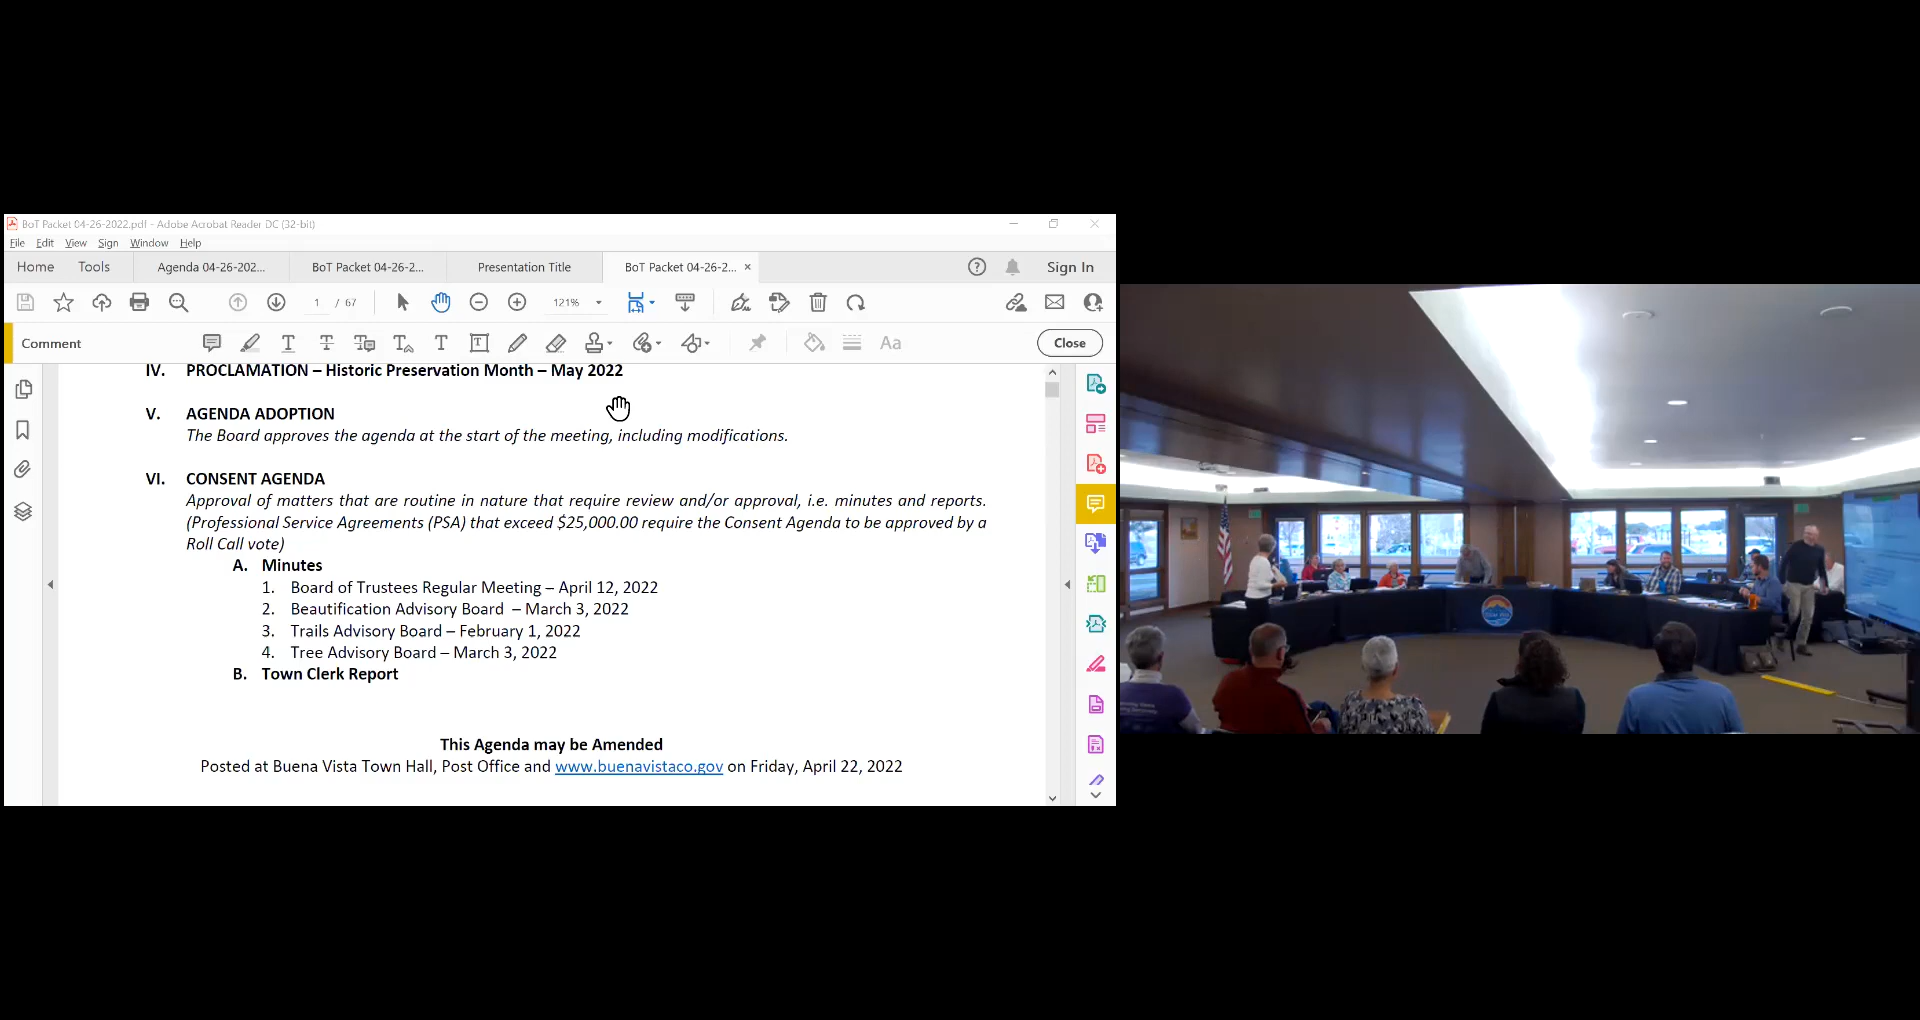 BoT Packet 04-26-2022.pdf - Adobe Acrobat Reader DC (32-bit)
File Edit View Sign Window Help
Home Tools Agenda 04-26-202... BoT Packet 04-26-2... Presentation Title BoT Packet 04-26-2... × Sign In
1 / 67 121%
Comment Aa Close
IV. PROCLAMATION – Historic Preservation Month – May 2022
V. AGENDA ADOPTION
The Board approves the agenda at the start of the meeting, including modifications.
VI. CONSENT AGENDA
Approval of matters that are routine in nature that require review and/or approval, i.e. minutes and reports.
(Professional Service Agreements (PSA) that exceed $25,000.00 require the Consent Agenda to be approved by a
Roll Call vote)
A. Minutes
1. Board of Trustees Regular Meeting – April 12, 2022
2. Beautification Advisory Board – March 3, 2022
3. Trails Advisory Board – February 1, 2022
4. Tree Advisory Board – March 3, 2022
B. Town Clerk Report
This Agenda may be Amended
Posted at Buena Vista Town Hall, Post Office and www.buenavistaco.gov on Friday, April 22, 2022